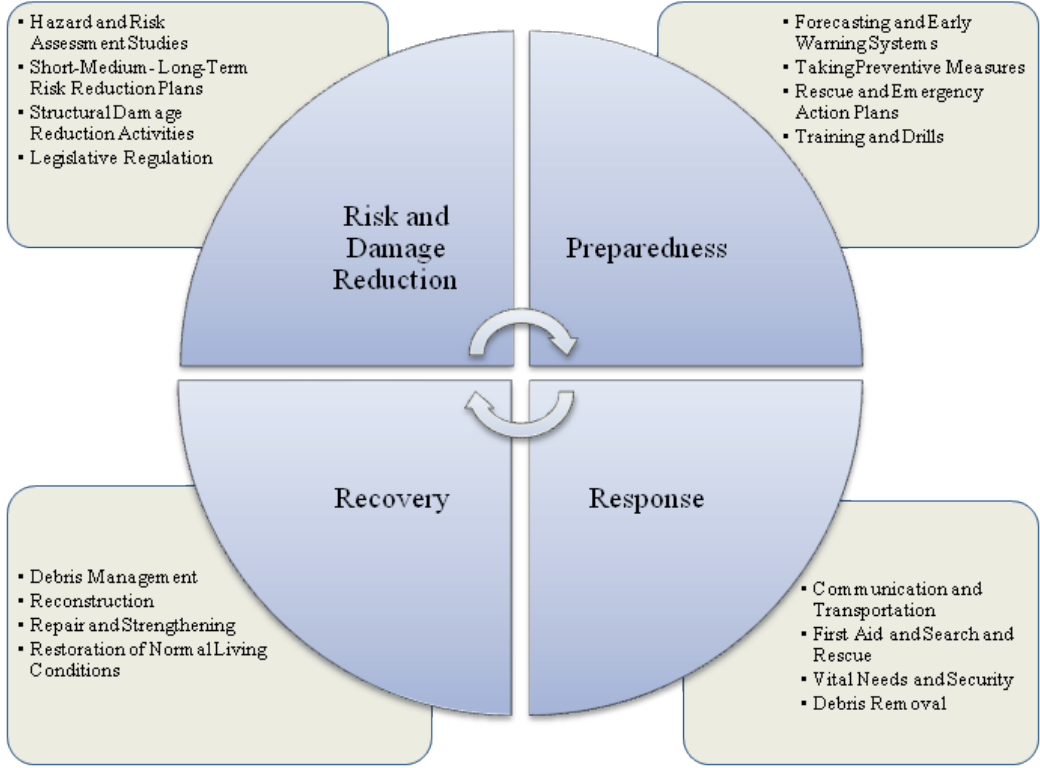 ▪ Hazard and Risk
Assessment Studies
▪ Short-Medium-Long-Term
Risk Reduction Plans
▪ Structural Damage
Reduction Activities
▪ Legislative Regulation
▪ Forecasting and Early
Warning Systems
▪ Taking Preventive Measures
▪ Rescue and Emergency
Action Plans
▪ Training and Drills
Risk and
Damage
Reduction
Preparedness
Recovery
Response
▪ Debris Management
▪ Reconstruction
▪ Repair and Strengthening
▪ Restoration of Normal Living
Conditions
▪ Communication and
Transportation
▪ First Aid and Search and
Rescue
▪ Vital Needs and Security
▪ Debris Removal